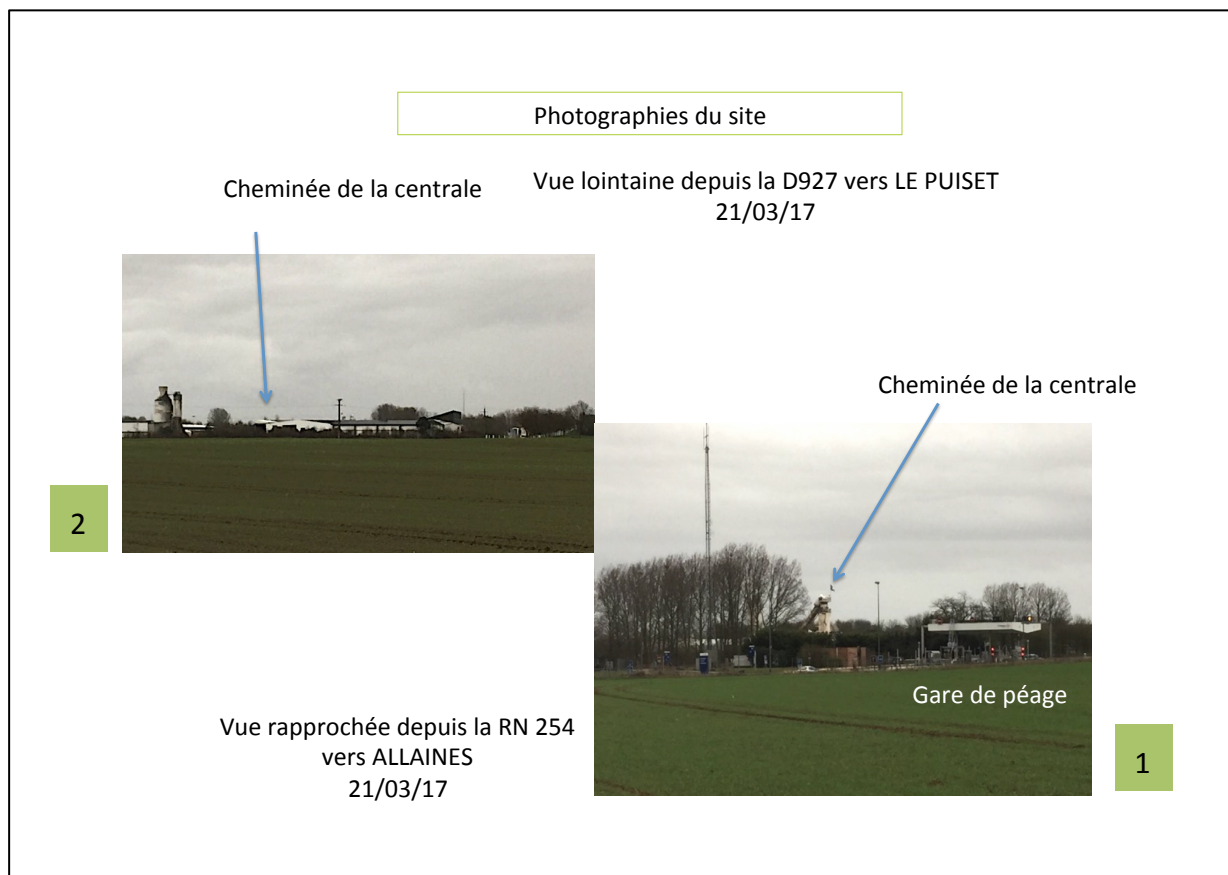 Photographies du site
Cheminée de la centrale
Vue lointaine depuis la D927 vers LE PUISET
21/03/17
2
Cheminée de la centrale
Gare de péage
1
Vue rapprochée depuis la RN 254
vers ALLAINES
21/03/17